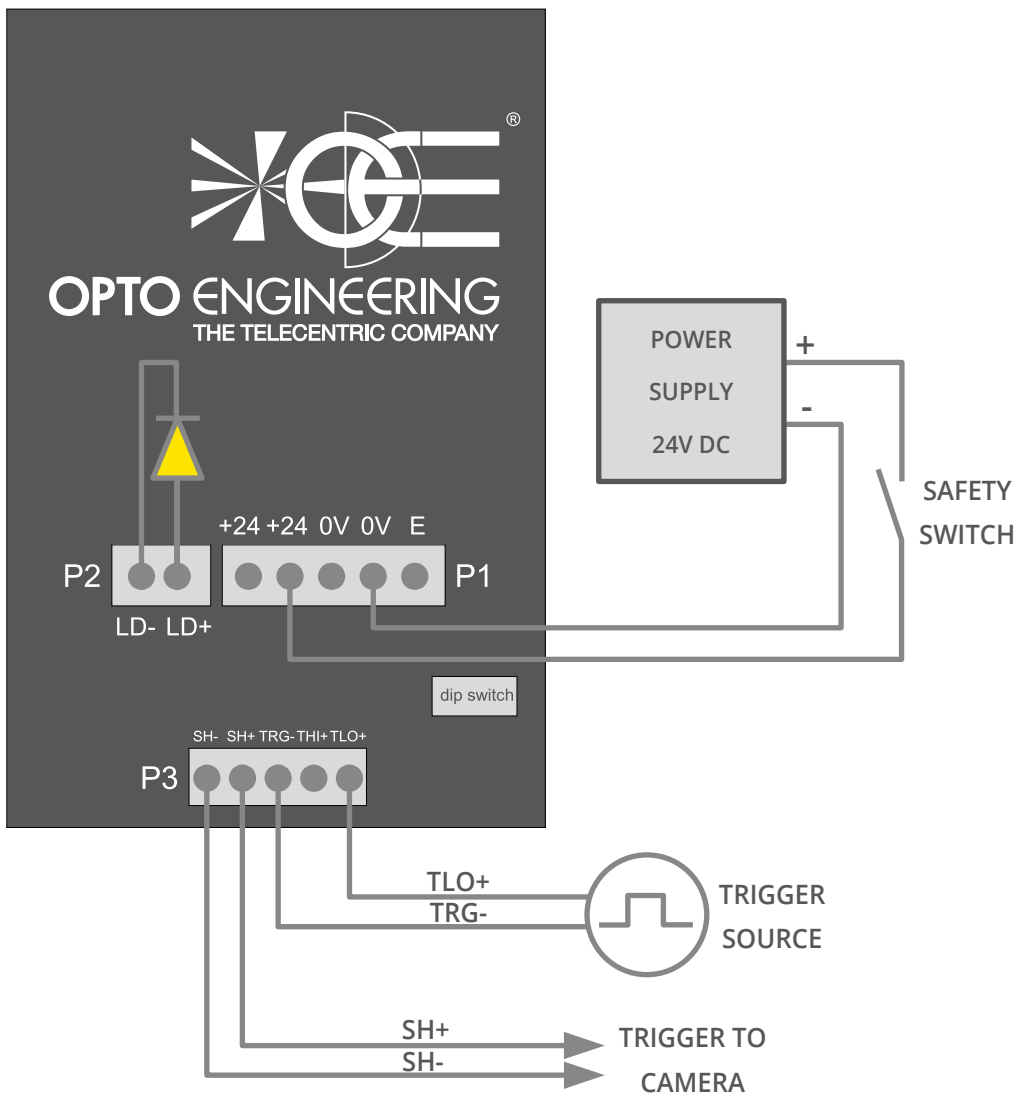 ®
OPTO ENGINEERING
THE TELECENTRIC COMPANY
POWER
SUPPLY
24V DC
+
-
SAFETY
SWITCH
+24 +24 0V 0V E
P2
P1
LD- LD+
dip switch
SH- SH+ TRG- THI+ TLO+
P3
TLO+
TRG-
TRIGGER
SOURCE
SH+
SH-
TRIGGER TO
CAMERA